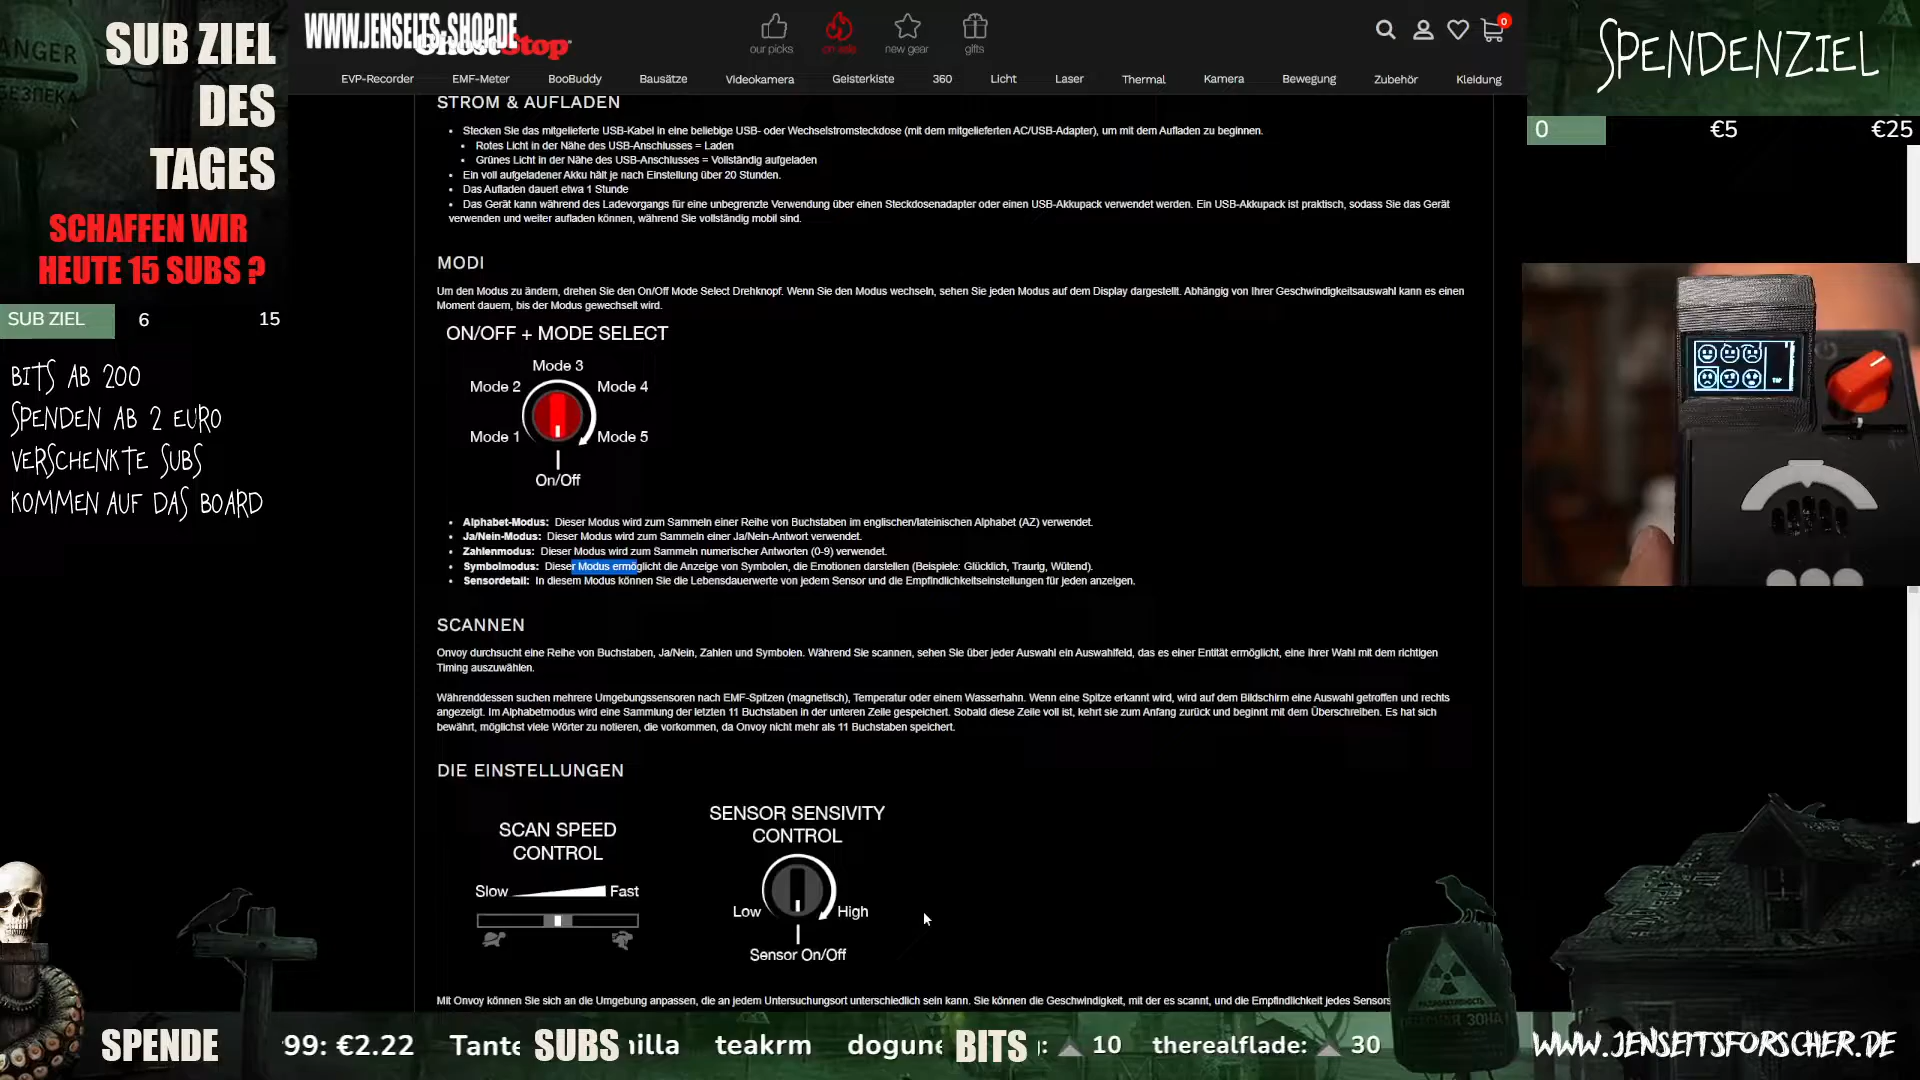 SUB ZIEL
DES
TAGES
SCHAFFEN WIR
HEUTE 15 SUBS ?
SUB ZIEL 6 15
BITS AB 200
SPENDEN AB 2 EURO
VERSCHENKTE SUBS
KOMMEN AUF DAS BOARD
WWW.JENSEITS-SHOP.DE
GhostStop
our picks
on sale
new gear
gifts
0
EVP-Recorder EMF-Meter BooBuddy Bausätze Videokamera Geisterkiste 360 Licht Laser Thermal Kamera Bewegung Zubehör Kleidung
STROM & AUFLADEN
Stecken Sie das mitgelieferte USB-Kabel in eine beliebige USB- oder Wechselstromsteckdose (mit dem mitgelieferten AC/USB-Adapter), um mit dem Aufladen zu beginnen.
Rotes Licht in der Nähe des USB-Anschlusses = Laden
Grünes Licht in der Nähe des USB-Anschlusses = Vollständig aufgeladen
Ein voll aufgeladener Akku hält je nach Einstellung über 20 Stunden.
Das Aufladen dauert etwa 1 Stunde
Das Gerät kann während des Ladevorgangs für eine unbegrenzte Verwendung über einen Steckdosenadapter oder einen USB-Akkupack verwendet werden. Ein USB-Akkupack ist praktisch, sodass Sie das Gerät
verwenden und weiter aufladen können, während Sie vollständig mobil sind.
MODI
Um den Modus zu ändern, drehen Sie den On/Off Mode Select Drehknopf. Wenn Sie den Modus wechseln, sehen Sie jeden Modus auf dem Display dargestellt. Abhängig von Ihrer Geschwindigkeitsauswahl kann es einen
Moment dauern, bis der Modus gewechselt wird.
ON/OFF + MODE SELECT
Mode 3
Mode 2 Mode 4
Mode 1 Mode 5
On/Off
Alphabet-Modus: Dieser Modus wird zum Sammeln einer Reihe von Buchstaben im englischen/lateinischen Alphabet (AZ) verwendet.
Ja/Nein-Modus: Dieser Modus wird zum Sammeln einer Ja/Nein-Antwort verwendet.
Zahlenmodus: Dieser Modus wird zum Sammeln numerischer Antworten (0-9) verwendet.
Symbolmodus: Dieser Modus ermöglicht die Anzeige von Symbolen, die Emotionen darstellen (Beispiele: Glücklich, Traurig, Wütend).
Sensordetail: In diesem Modus können Sie die Lebensdauerwerte von jedem Sensor und die Empfindlichkeitseinstellungen für jeden anzeigen.
SCANNEN
Onvoy durchsucht eine Reihe von Buchstaben, Ja/Nein, Zahlen und Symbolen. Während Sie scannen, sehen Sie über jeder Auswahl ein Auswahlfeld, das es einer Entität ermöglicht, eine ihrer Wahl mit dem richtigen
Timing auszuwählen.
Währenddessen suchen mehrere Umgebungssensoren nach EMF-Spitzen (magnetisch), Temperatur oder einem Wasserhahn. Wenn eine Spitze erkannt wird, wird auf dem Bildschirm eine Auswahl getroffen und rechts
angezeigt. Im Alphabetmodus wird eine Sammlung der letzten 11 Buchstaben in der unteren Zeile gespeichert. Sobald diese Zeile voll ist, kehrt sie zum Anfang zurück und beginnt mit dem Überschreiben. Es hat sich
bewährt, möglichst viele Wörter zu notieren, die vorkommen, da Onvoy nicht mehr als 11 Buchstaben speichert.
DIE EINSTELLUNGEN
SCAN SPEED
CONTROL
Slow Fast
SENSOR SENSIVITY
CONTROL
Low High
Sensor On/Off
Mit Onvoy können Sie sich an die Umgebung anpassen, die an jedem Untersuchungsort unterschiedlich sein kann. Sie können die Geschwindigkeit, mit der es scannt, und die Empfindlichkeit jedes Sensors
SPENDENZIEL
0 €5 €25
SPENDE 99: €2.22 Tante SUBS illa teakrm dogune BITS : 10 therealflade: 30
WWW.JENSEITSFORSCHER.DE